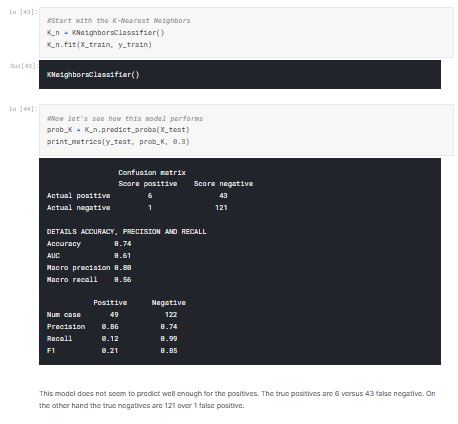 In [43]:
#Start with the K-Nearest Neighbors
K_n = KNeighborsClassifier()
K_n.fit(X_train, y_train)
Out[43]:
KNeighborsClassifier()
In [44]:
#Now let's see how this model performs
prob_K = K_n.predict_proba(X_test)
print_metrics(y_test, prob_K, 0.3)
Confusion matrix
Score positive Score negative
Actual positive 6 43
Actual negative 1 121
DETAILS ACCURACY, PRECISION AND RECALL
Accuracy 0.74
AUC 0.61
Macro precision 0.80
Macro recall 0.56
Positive Negative
Num case 49 122
Precision 0.86 0.74
Recall 0.12 0.99
F1 0.21 0.85
This model does not seem to predict well enough for the positives. The true positives are 6 versus 43 false negative. On
the other hand the true negatives are 121 over 1 false positive.